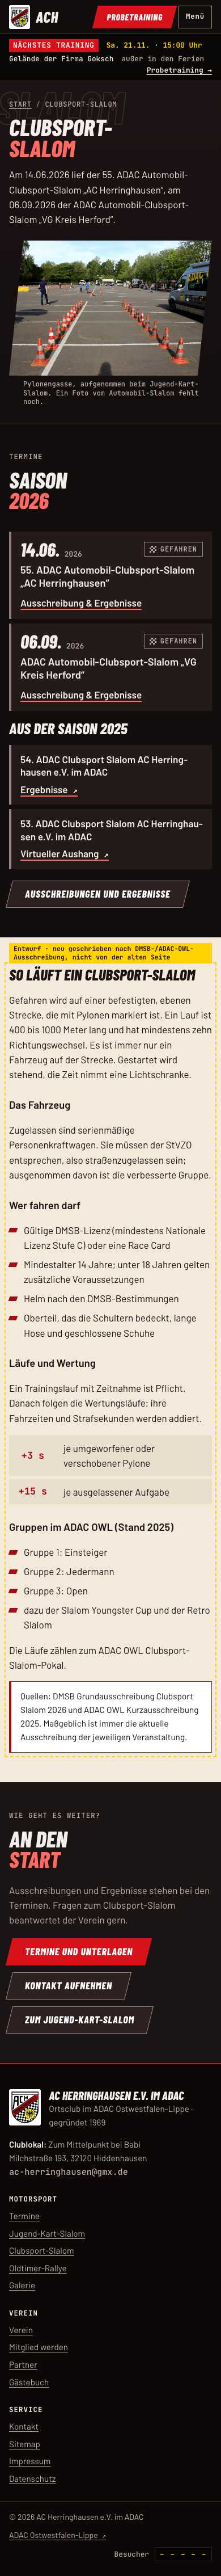 ACH
PROBETRAINING
Menü
NÄCHSTES TRAINING Sa. 21.11. · 15:00 Uhr
Gelände der Firma Goksch außer in den Ferien
Probetraining →
START / CLUBSPORT-SLALOM
CLUBSPORT-
SLALOM
Am 14.06.2026 lief der 55. ADAC Automobil-
Clubsport-Slalom „AC Herringhausen“, am
06.09.2026 der ADAC Automobil-Clubsport-
Slalom „VG Kreis Herford“.
Pylonengasse, aufgenommen beim Jugend-Kart-
Slalom. Ein Foto vom Automobil-Slalom fehlt
noch.
TERMINE
SAISON
2026
14.06. 2026
GEFAHREN
55. ADAC Automobil-Clubsport-Slalom
„AC Herringhausen“
Ausschreibung & Ergebnisse
06.09. 2026
GEFAHREN
ADAC Automobil-Clubsport-Slalom „VG
Kreis Herford“
Ausschreibung & Ergebnisse
AUS DER SAISON 2025
54. ADAC Clubsport Slalom AC Herring-
hausen e.V. im ADAC
Ergebnisse ↗
53. ADAC Clubsport Slalom AC Herringhau-
sen e.V. im ADAC
Virtueller Aushang ↗
AUSSCHREIBUNGEN UND ERGEBNISSE
Entwurf · neu geschrieben nach DMSB-/ADAC-OWL-
Ausschreibung, nicht von der alten Seite
SO LÄUFT EIN CLUBSPORT-SLALOM
Gefahren wird auf einer befestigten, ebenen
Strecke, die mit Pylonen markiert ist. Ein Lauf ist
400 bis 1000 Meter lang und hat mindestens zehn
Richtungswechsel. Es ist immer nur ein
Fahrzeug auf der Strecke. Gestartet wird
stehend, die Zeit nimmt eine Lichtschranke.
Das Fahrzeug
Zugelassen sind serienmäßige
Personenkraftwagen. Sie müssen der StVZO
entsprechen, also straßenzugelassen sein;
ausgenommen davon ist die verbesserte Gruppe.
Wer fahren darf
Gültige DMSB-Lizenz (mindestens Nationale
Lizenz Stufe C) oder eine Race Card
Mindestalter 14 Jahre; unter 18 Jahren gelten
zusätzliche Voraussetzungen
Helm nach den DMSB-Bestimmungen
Oberteil, das die Schultern bedeckt, lange
Hose und geschlossene Schuhe
Läufe und Wertung
Ein Trainingslauf mit Zeitnahme ist Pflicht.
Danach folgen die Wertungsläufe; ihre
Fahrzeiten und Strafsekunden werden addiert.
+3 s je umgeworfener oder
verschobener Pylone
+15 s je ausgelassener Aufgabe
Gruppen im ADAC OWL (Stand 2025)
Gruppe 1: Einsteiger
Gruppe 2: Jedermann
Gruppe 3: Open
dazu der Slalom Youngster Cup und der Retro
Slalom
Die Läufe zählen zum ADAC OWL Clubsport-
Slalom-Pokal.
Quellen: DMSB Grundausschreibung Clubsport
Slalom 2026 und ADAC OWL Kurzausschreibung
2025. Maßgeblich ist immer die aktuelle
Ausschreibung der jeweiligen Veranstaltung.
WIE GEHT ES WEITER?
AN DEN
START
Ausschreibungen und Ergebnisse stehen bei den
Terminen. Fragen zum Clubsport-Slalom
beantwortet der Verein gern.
TERMINE UND UNTERLAGEN
KONTAKT AUFNEHMEN
ZUM JUGEND-KART-SLALOM
AC HERRINGHAUSEN E.V. IM ADAC
Ortsclub im ADAC Ostwestfalen-Lippe ·
gegründet 1969
Clublokal: Zum Mittelpunkt bei Babi
Milchstraße 193, 32120 Hiddenhausen
ac-herringhausen@gmx.de
MOTORSPORT
Termine
Jugend-Kart-Slalom
Clubsport-Slalom
Oldtimer-Rallye
Galerie
VEREIN
Verein
Mitglied werden
Partner
Gästebuch
SERVICE
Kontakt
Sitemap
Impressum
Datenschutz
© 2026 AC Herringhausen e.V. im ADAC
ADAC Ostwestfalen-Lippe ↗
Besucher – – – – –